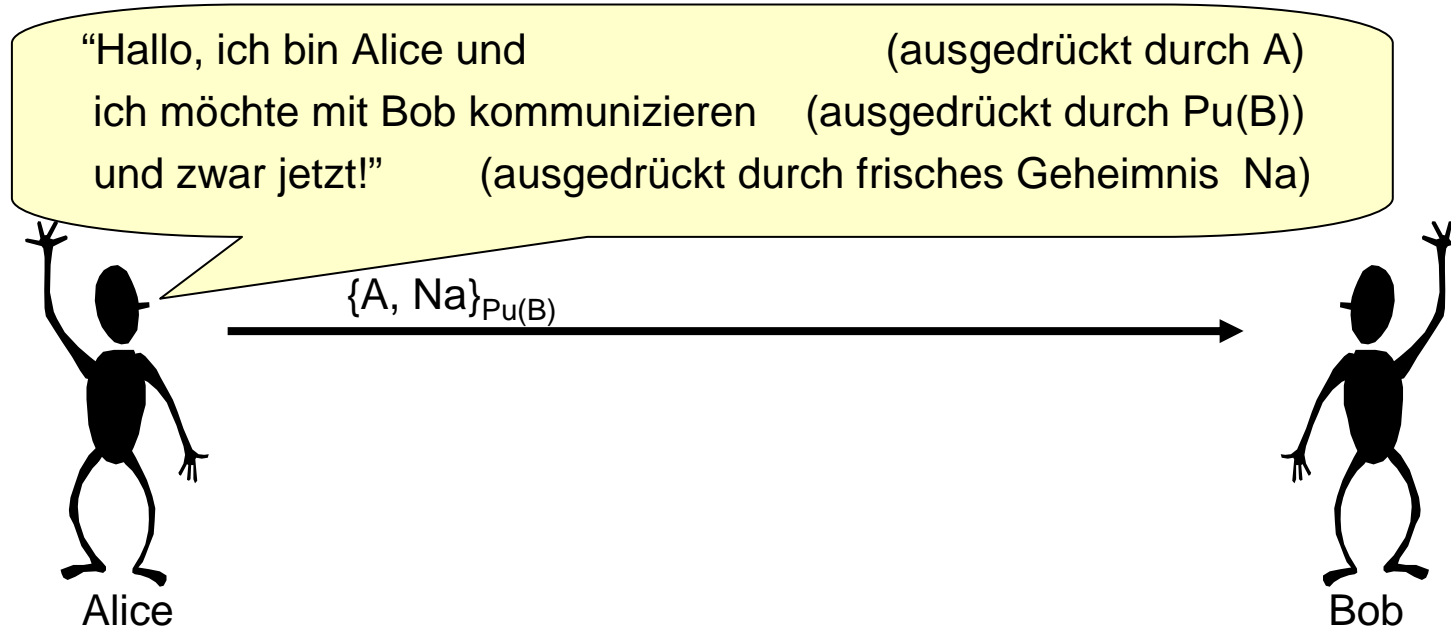 “Hallo, ich bin Alice und (ausgedrückt durch A)
ich möchte mit Bob kommunizieren (ausgedrückt durch Pu(B))
und zwar jetzt!” (ausgedrückt durch frisches Geheimnis Na)
{A, Na}Pu(B)
Alice Bob